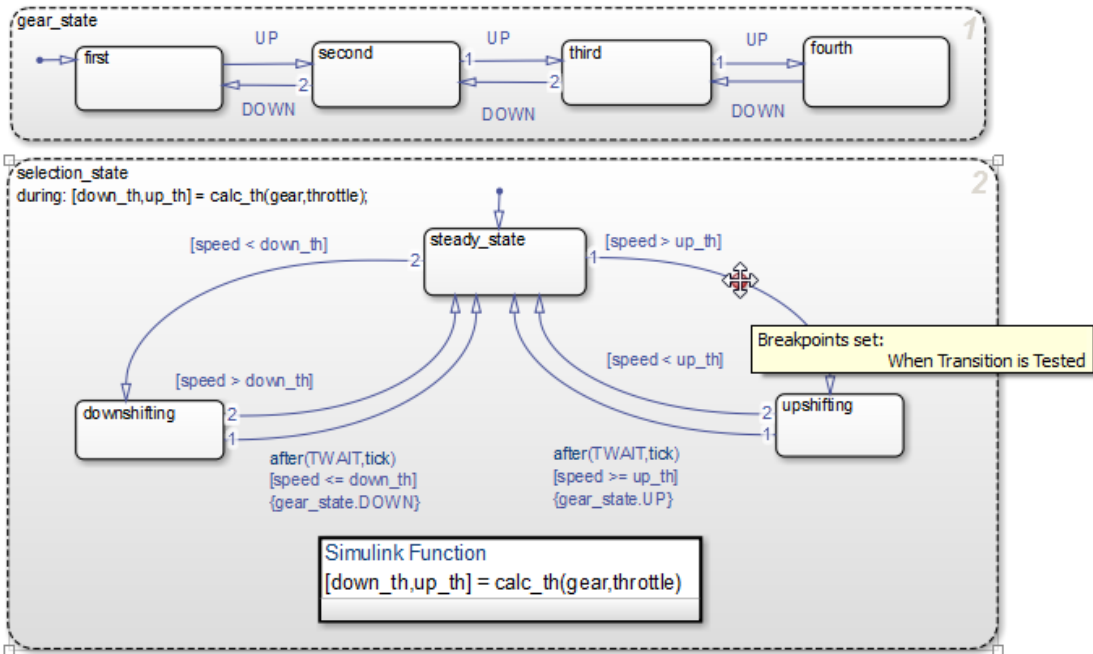 gear_state
1
first
UP
second
UP
third
UP
fourth
1
1
2
2
DOWN
DOWN
DOWN
selection_state
2
during: [down_th,up_th] = calc_th(gear,throttle);
steady_state
[speed < down_th]
[speed > up_th]
2
1
Breakpoints set:
When Transition is Tested
[speed < up_th]
[speed > down_th]
downshifting
upshifting
2
2
1
1
after(TWAIT,tick)
[speed <= down_th]
{gear_state.DOWN}
after(TWAIT,tick)
[speed >= up_th]
{gear_state.UP}
Simulink Function
[down_th,up_th] = calc_th(gear,throttle)